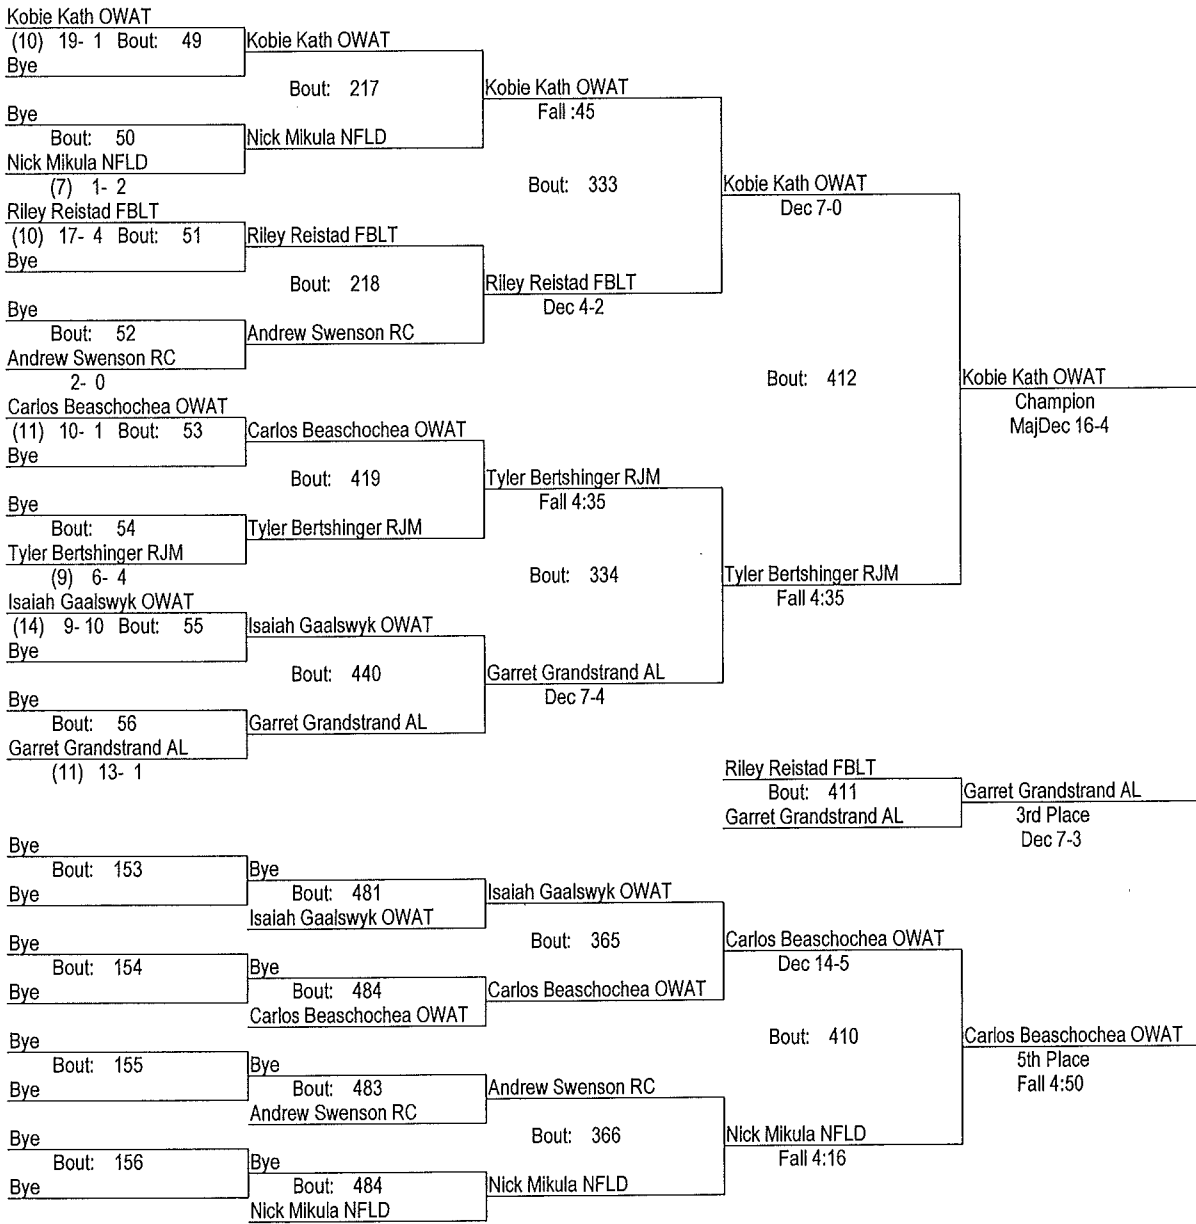 Kobie Kath OWAT
(10) 19- 1 Bout: 49
Bye
Kobie Kath OWAT
Bout: 217
Bye
Bout: 50
Nick Mikula NFLD
(7) 1- 2
Nick Mikula NFLD
Kobie Kath OWAT
Fall :45
Bout: 333
Riley Reistad FBLT
(10) 17- 4 Bout: 51
Bye
Riley Reistad FBLT
Bout: 218
Bye
Bout: 52
Andrew Swenson RC
2- 0
Andrew Swenson RC
Riley Reistad FBLT
Dec 4-2
Kobie Kath OWAT
Dec 7-0
Bout: 412
Carlos Beaschochea OWAT
(11) 10- 1 Bout: 53
Bye
Carlos Beaschochea OWAT
Bout: 419
Bye
Bout: 54
Tyler Bertshinger RJM
(9) 6- 4
Tyler Bertshinger RJM
Tyler Bertshinger RJM
Fall 4:35
Bout: 334
Isaiah Gaalswyk OWAT
(14) 9- 10 Bout: 55
Bye
Isaiah Gaalswyk OWAT
Bout: 440
Bye
Bout: 56
Garret Grandstrand AL
(11) 13- 1
Garret Grandstrand AL
Garret Grandstrand AL
Dec 7-4
Tyler Bertshinger RJM
Fall 4:35
Kobie Kath OWAT
Champion
MajDec 16-4
Riley Reistad FBLT
Bout: 411
Garret Grandstrand AL
Garret Grandstrand AL
3rd Place
Dec 7-3
Bye
Bout: 153
Bye
Bye
Bout: 481
Isaiah Gaalswyk OWAT
Isaiah Gaalswyk OWAT
Bout: 365
Bye
Bout: 154
Bye
Bye
Bout: 484
Carlos Beaschochea OWAT
Carlos Beaschochea OWAT
Carlos Beaschochea OWAT
Dec 14-5
Bout: 410
Bye
Bout: 155
Bye
Bye
Bout: 483
Andrew Swenson RC
Andrew Swenson RC
Bout: 366
Bye
Bout: 156
Bye
Bye
Bout: 484
Nick Mikula NFLD
Nick Mikula NFLD
Nick Mikula NFLD
Fall 4:16
Carlos Beaschochea OWAT
5th Place
Fall 4:50